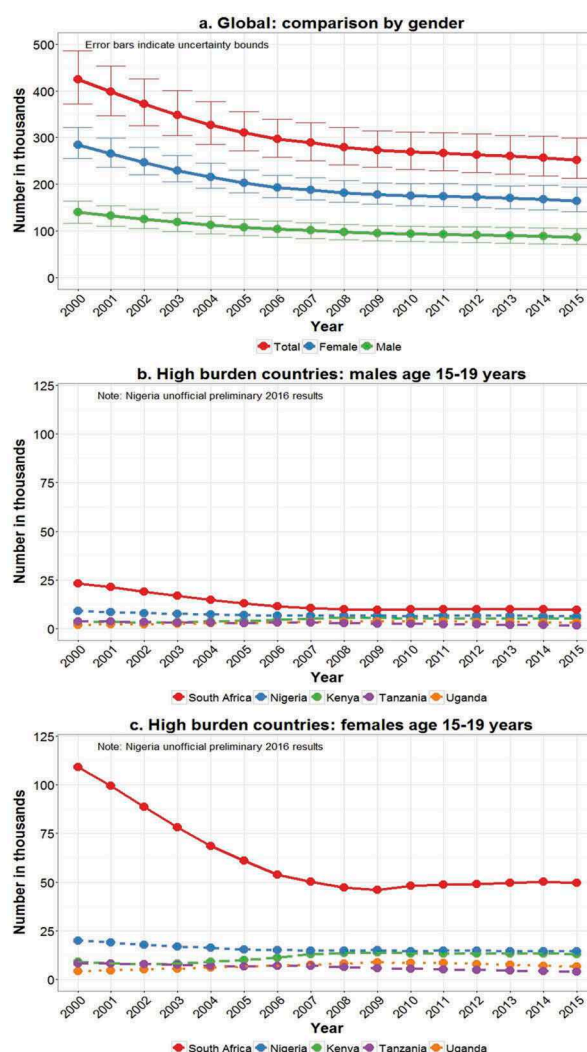 a. Global: comparison by gender
Error bars indicate uncertainty bounds
Number in thousands
500
400
300
200
100
0
2000 2001 2002 2003 2004 2005 2006 2007 2008 2009 2010 2011 2012 2013 2014 2015
Year
Total Female Male
b. High burden countries: males age 15-19 years
Note: Nigeria unofficial preliminary 2016 results
Number in thousands
125
100
75
50
25
0
2000 2001 2002 2003 2004 2005 2006 2007 2008 2009 2010 2011 2012 2013 2014 2015
Year
South Africa Nigeria Kenya Tanzania Uganda
c. High burden countries: females age 15-19 years
Note: Nigeria unofficial preliminary 2016 results
Number in thousands
125
100
75
50
25
0
2000 2001 2002 2003 2004 2005 2006 2007 2008 2009 2010 2011 2012 2013 2014 2015
Year
South Africa Nigeria Kenya Tanzania Uganda